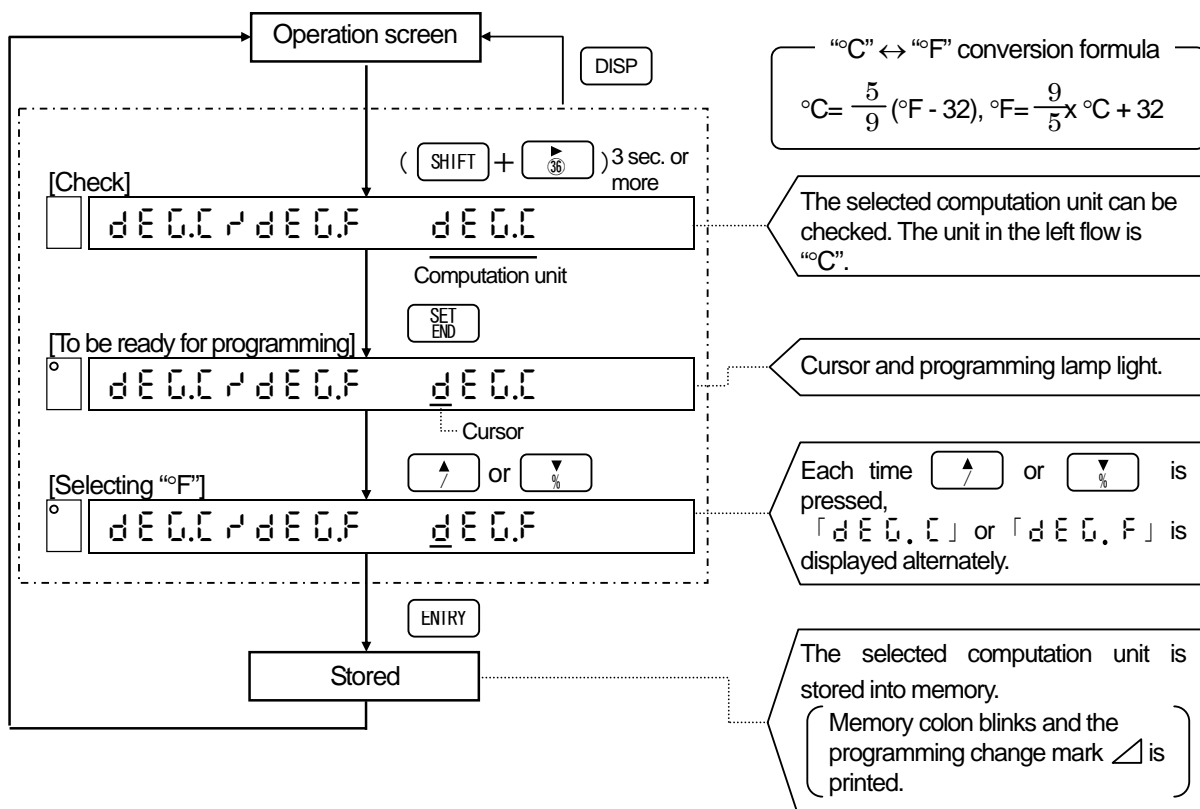 Operation screen
DISP
"°C" ↔ "°F" conversion formula
°C= 5/9 (°F - 32), °F= 9/5 x °C + 32
( SHIFT + ► ㊱ ) 3 sec. or
more
[Check]
dEG.C/dEG.F dEG.C
Computation unit
The selected computation unit can be
checked. The unit in the left flow is
"°C".
SET
END
[To be ready for programming]
dEG.C/dEG.F dEG.C
Cursor
Cursor and programming lamp light.
▲ / or ▼ %
[Selecting "°F"]
dEG.C/dEG.F dEG.F
Each time ▲ / or ▼ % is
pressed,
「dEG.C」 or 「dEG.F」 is
displayed alternately.
ENTRY
Stored
The selected computation unit is
stored into memory.
Memory colon blinks and the
programming change mark ⊿ is
printed.